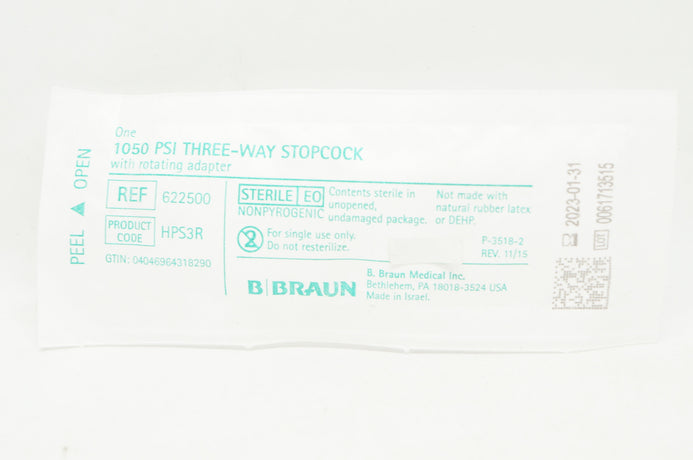 PEEL ▲ OPEN
One
1050 PSI THREE-WAY STOPCOCK
with rotating adapter
REF 622500
PRODUCT CODE HPS3R
GTIN: 04046964318290
STERILE EO
NONPYROGENIC
Contents sterile in
unopened,
undamaged package.
Not made with
natural rubber latex
or DEHP.
2
For single use only.
Do not resterilize.
P-3518-2
REV. 11/15
B|BRAUN
B. Braun Medical Inc.
Bethlehem, PA 18018-3524 USA
Made in Israel.
2023-01-31
LOT 0061713515